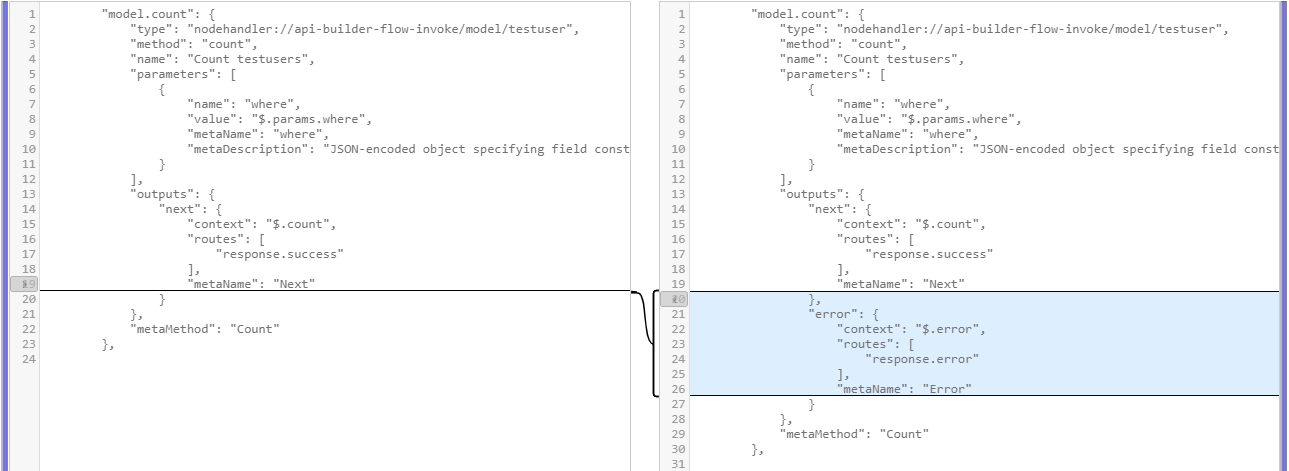 1 "model.count": {
2 "type": "nodehandler://api-builder-flow-invoke/model/testuser",
3 "method": "count",
4 "name": "Count testusers",
5 "parameters": [
6 {
7 "name": "where",
8 "value": "$.params.where",
9 "metaName": "where",
10 "metaDescription": "JSON-encoded object specifying field const
11 }
12 ],
13 "outputs": {
14 "next": {
15 "context": "$.count",
16 "routes": [
17 "response.success"
18 ],
19 "metaName": "Next"
20 }
21 },
22 "metaMethod": "Count"
23 },
24
1 "model.count": {
2 "type": "nodehandler://api-builder-flow-invoke/model/testuser",
3 "method": "count",
4 "name": "Count testusers",
5 "parameters": [
6 {
7 "name": "where",
8 "value": "$.params.where",
9 "metaName": "where",
10 "metaDescription": "JSON-encoded object specifying field const
11 }
12 ],
13 "outputs": {
14 "next": {
15 "context": "$.count",
16 "routes": [
17 "response.success"
18 ],
19 "metaName": "Next"
20 },
21 "error": {
22 "context": "$.error",
23 "routes": [
24 "response.error"
25 ],
26 "metaName": "Error"
27 }
28 },
29 "metaMethod": "Count"
30 },
31